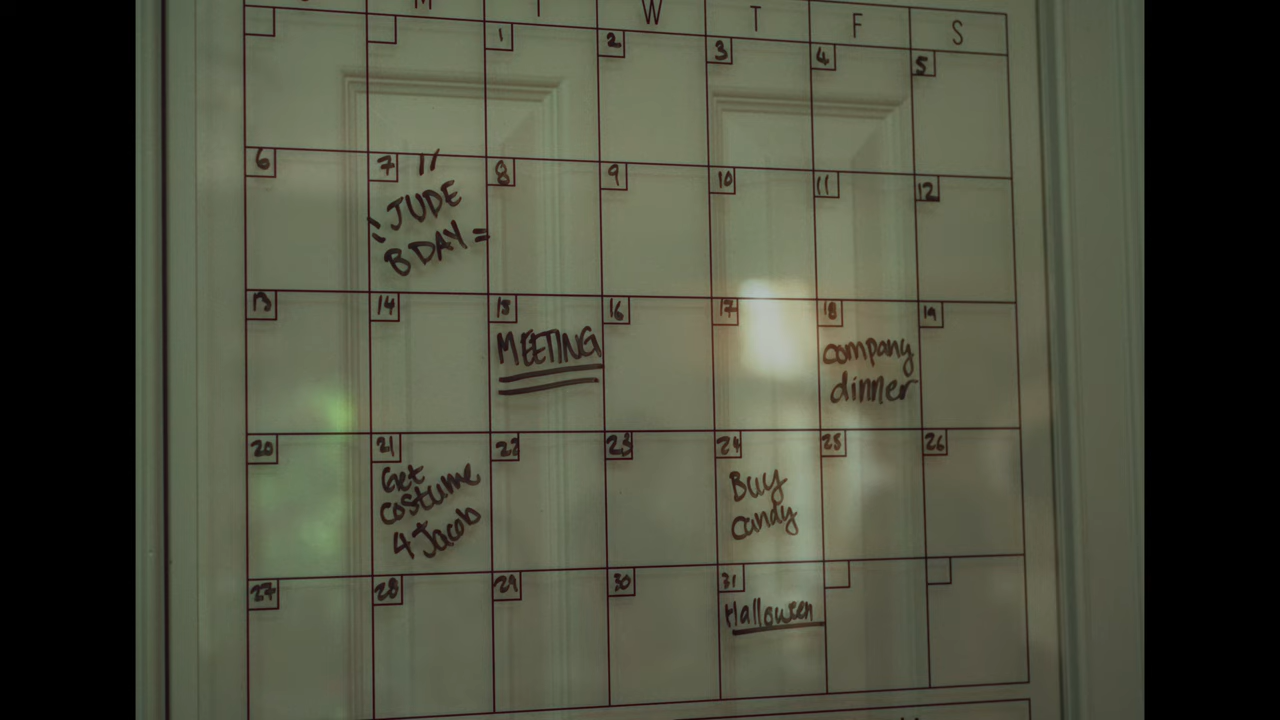 M T W T F S
1 2 3 4 5
6 7 8 9 10 11 12
JUDE
BDAY
13 14 15 16 17 18 19
MEETING
company
dinner
20 21 22 23 24 25 26
Get
costume
4 Jacob
Buy
candy
27 28 29 30 31
Halloween